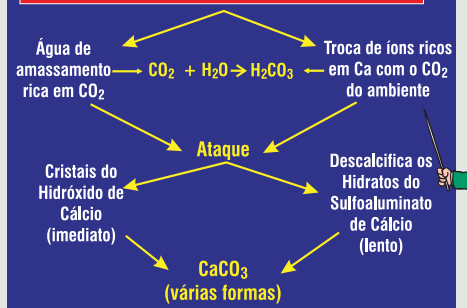 Água de
amassamento
rica em CO₂
CO₂ + H₂O → H₂CO₃
Troca de íons ricos
em Ca com o CO₂
do ambiente
Ataque
Cristais do
Hidróxido de
Cálcio
(imediato)
Descalcifica os
Hidratos do
Sulfoaluminato
de Cálcio
(lento)
CaCO₃
(várias formas)